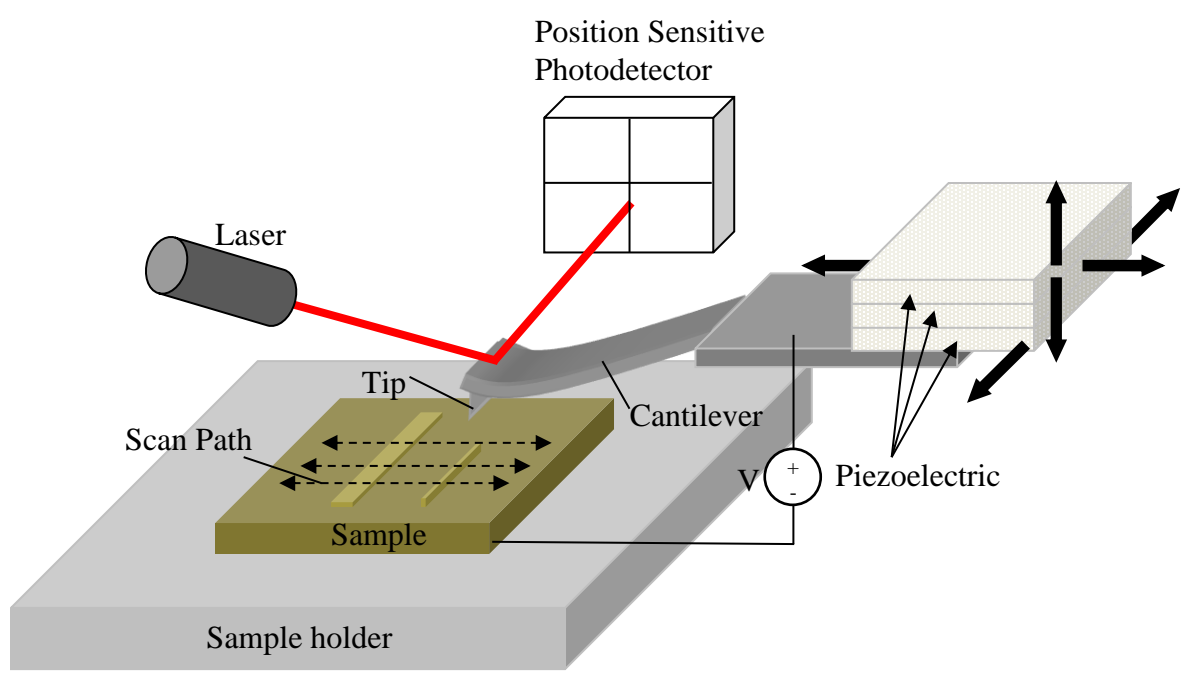 Position Sensitive
Photodetector
Laser
Tip
Cantilever
Scan Path
V
+
-
Piezoelectric
Sample
Sample holder